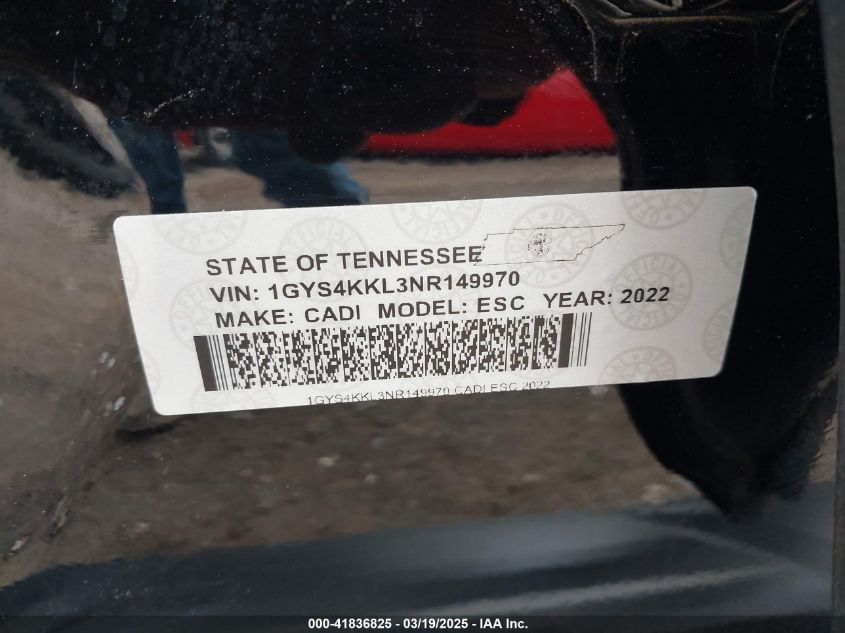 STATE OF TENNESSEE
VIN: 1GYS4KKL3NR149970
MAKE: CADI MODEL: ESC YEAR: 2022
1GYS4KKL3NR149970 CADI ESC 2022
000-41836825 - 03/19/2025 - IAA Inc.